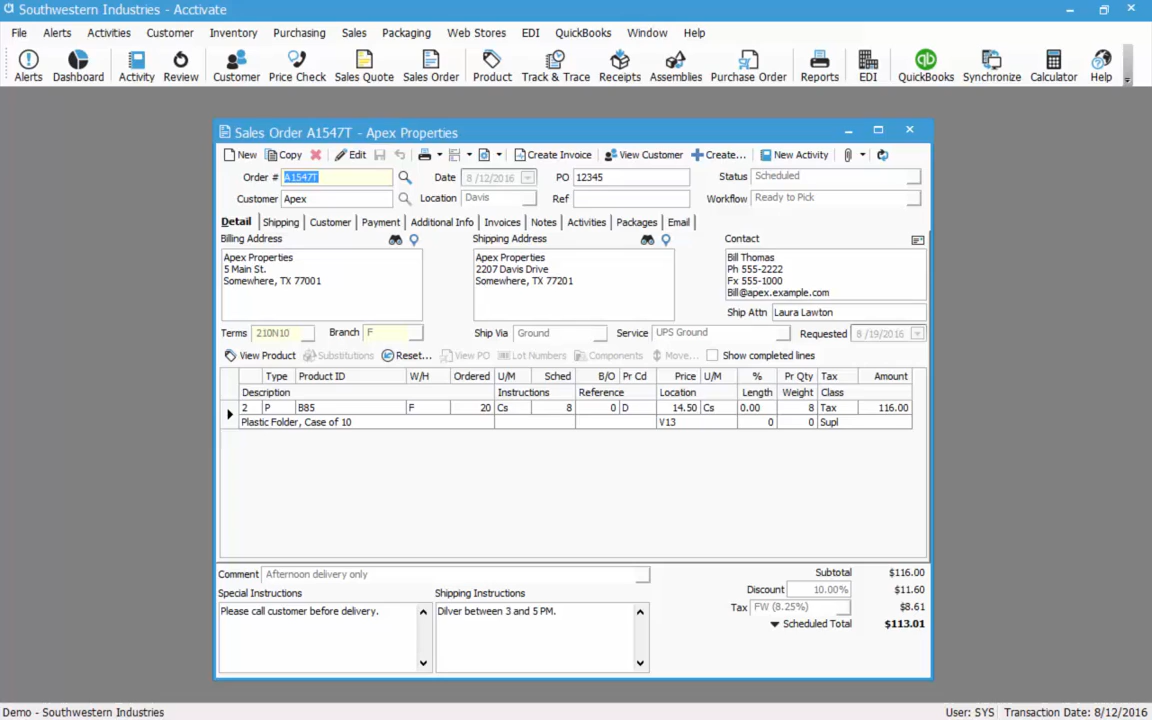 Southwestern Industries - Acctivate
File Alerts Activities Customer Inventory Purchasing Sales Packaging Web Stores EDI QuickBooks Window Help
Alerts Dashboard Activity Review Customer Price Check Sales Quote Sales Order Product Track & Trace Receipts Assemblies Purchase Order Reports EDI QuickBooks Synchronize Calculator Help
Sales Order A1547T - Apex Properties
New Copy Edit Create Invoice View Customer Create... New Activity
Order # A1547T Date 8 /12/2016 PO 12345 Status Scheduled
Customer Apex Location Davis Ref Workflow Ready to Pick
Detail Shipping Customer Payment Additional Info Invoices Notes Activities Packages Email
Billing Address Shipping Address Contact
Apex Properties Apex Properties Bill Thomas
5 Main St. 2207 Davis Drive Ph 555-2222
Somewhere, TX 77001 Somewhere, TX 77201 Fx 555-1000
Bill@apex.example.com
Ship Attn Laura Lawton
Terms 210N10 Branch F Ship Via Ground Service UPS Ground Requested 8 /19/2016
View Product Substitutions Reset... View PO Lot Numbers Components Move... Show completed lines
Type Product ID W/H Ordered U/M Sched B/O Pr Cd Price U/M % Pr Qty Tax Amount
Description Instructions Reference Location Length Weight Class
2 P B85 F 20 Cs 8 0 D 14.50 Cs 0.00 8 Tax 116.00
Plastic Folder, Case of 10 V13 0 0 Supl
Comment Afternoon delivery only Subtotal $116.00
Special Instructions Shipping Instructions Discount 10.00% $11.60
Please call customer before delivery. Dilver between 3 and 5 PM. Tax FW (8.25%) $8.61
Scheduled Total $113.01
Demo - Southwestern Industries User: SYS Transaction Date: 8/12/2016